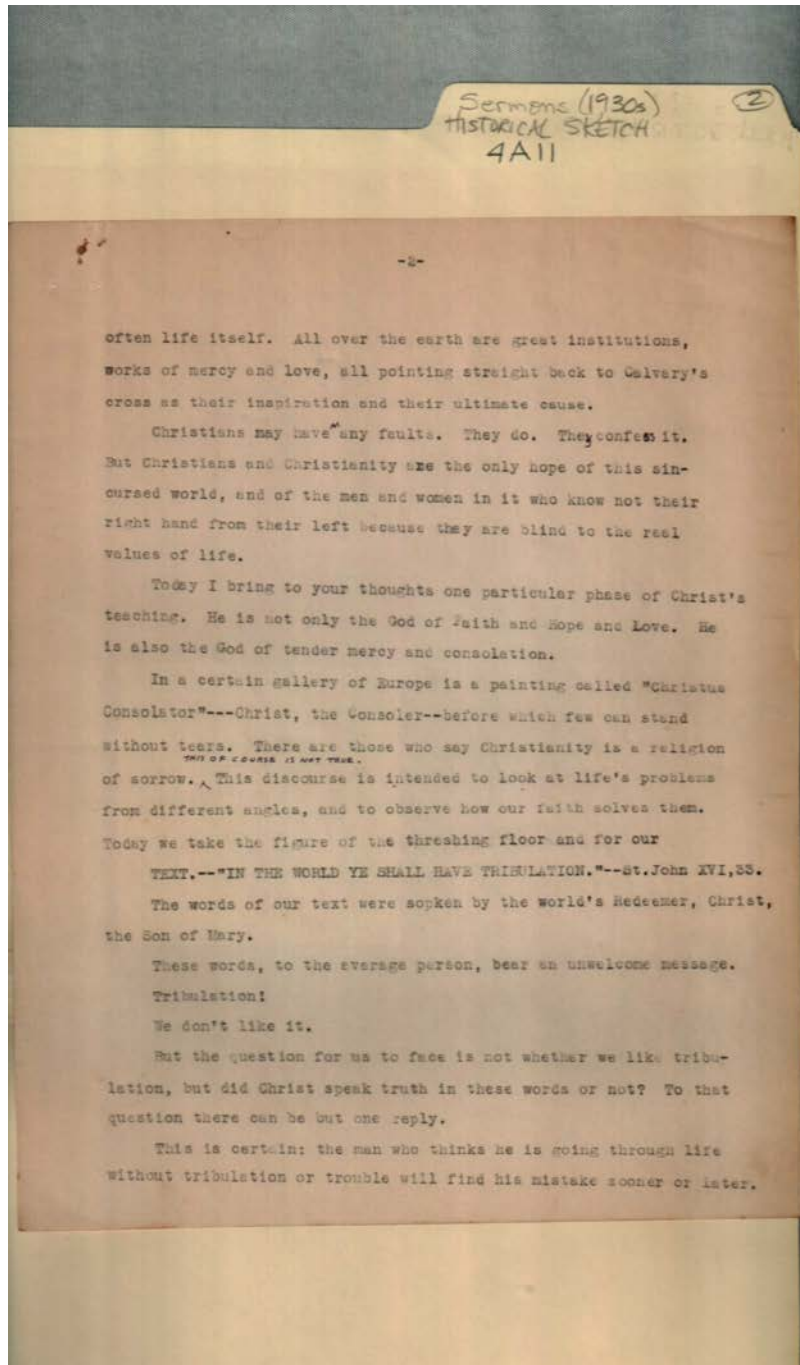 Sermons (1930s) ②
HISTORICAL SKETCH
4A11
-2-
often life itself. All over the earth are great institutions,
works of mercy and love, all pointing straight back to Calvary's
cross as their inspiration and their ultimate cause.
Christians may have many faults. They do. They confess it.
But Christians and Christianity are the only hope of this sin-
cursed world, and of the men and women in it who know not their
right hand from their left because they are blind to the real
values of life.
Today I bring to your thoughts one particular phase of Christ's
teaching. He is not only the God of Faith and Hope and Love. He
is also the God of tender mercy and consolation.
In a certain gallery of Europe is a painting called "Christus
Consolator"---Christ, the Consoler--before which few can stand
without tears. There are those who say Christianity is a religion
THIS OF COURSE IS NOT TRUE.
of sorrow. This discourse is intended to look at life's problems
from different angles, and to observe how our faith solves them.
Today we take the figure of the threshing floor and for our
TEXT.--"IN THE WORLD YE SHALL HAVE TRIBULATION."--St.John XVI,33.
The words of our text were sopken by the world's Redeemer, Christ,
the Son of Mary.
These words, to the average person, bear an unwelcome message.
Tribulation!
We don't like it.
But the question for us to face is not whether we like tribu-
lation, but did Christ speak truth in these words or not? To that
question there can be but one reply.
This is certain: the man who thinks he is going through life
without tribulation or trouble will find his mistake sooner or later.